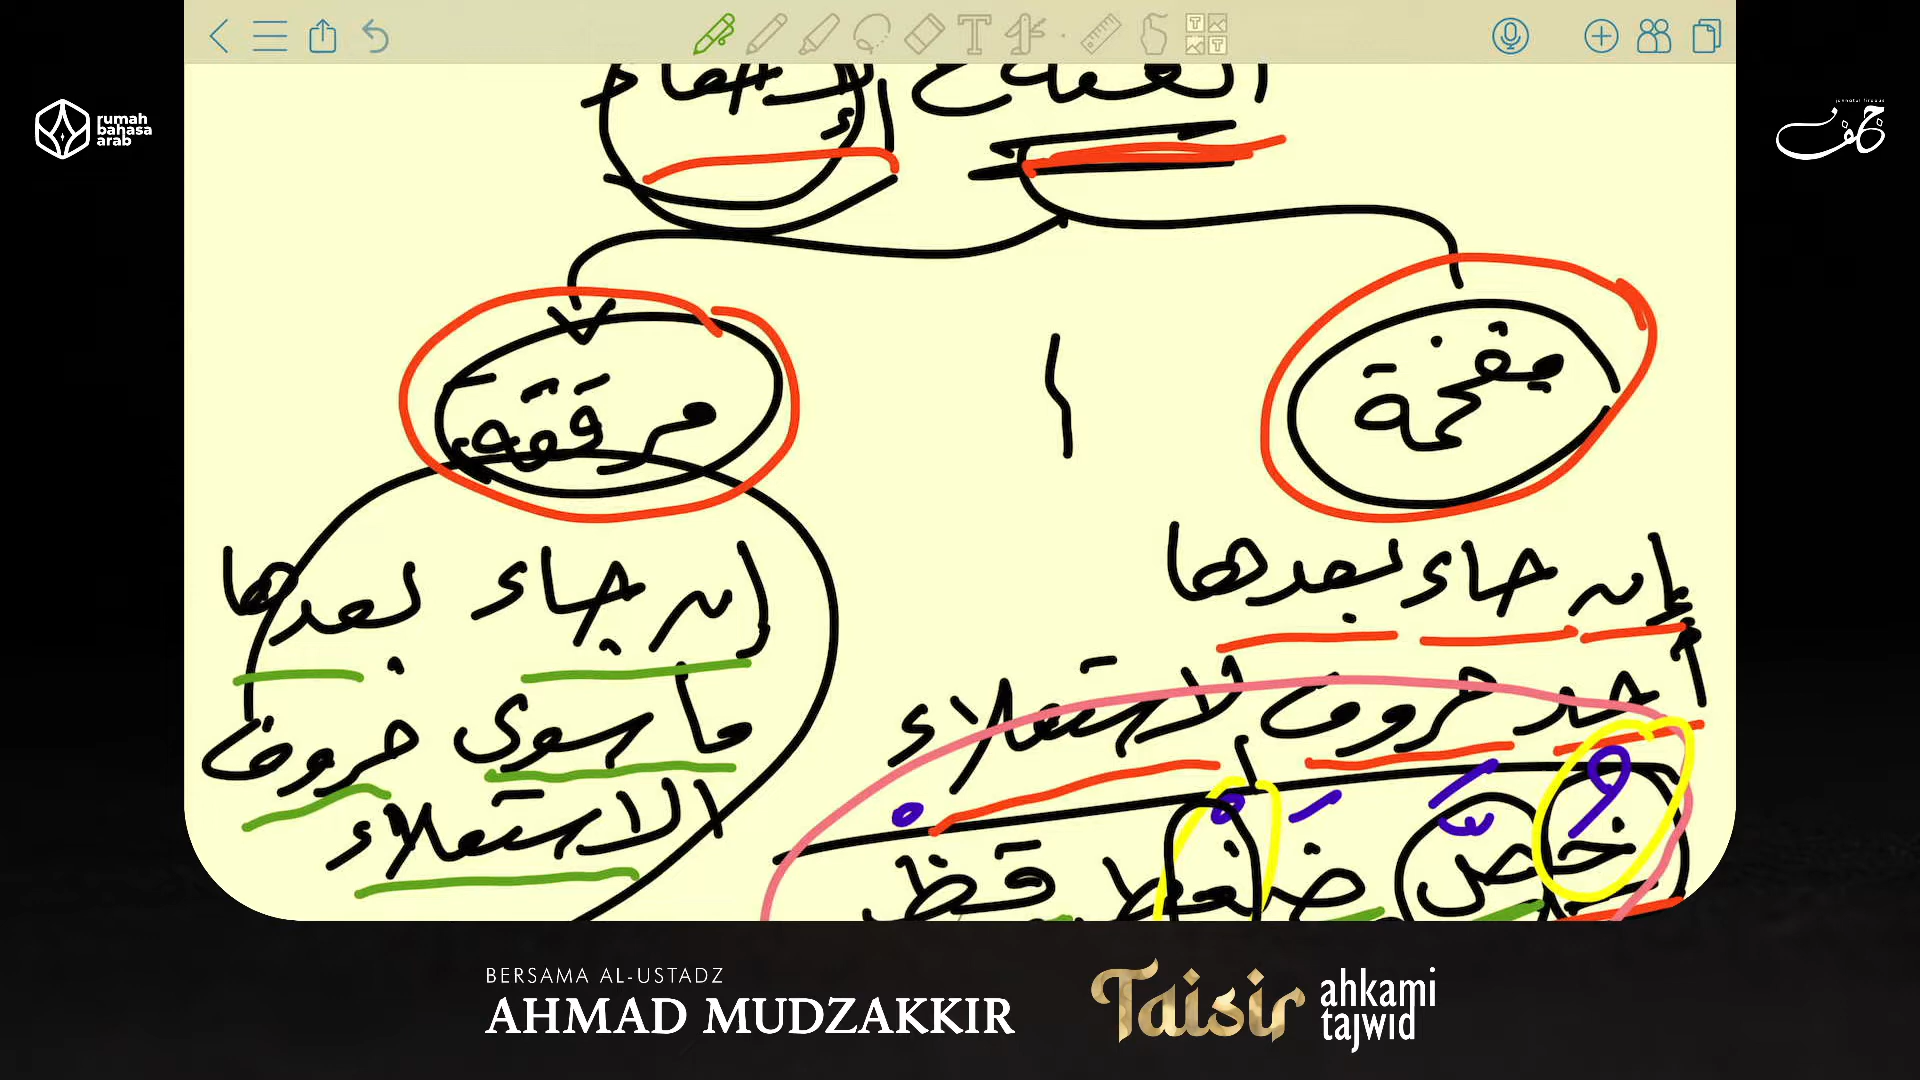 rumah
bahasa
arab
مفخمة
مرققة
إن جاء بعدها
أحد حروف لاستعلاء
خصّ ضغط قظ
إن جاء بعدها
ما سوى حروف
الاستعلاء
BERSAMA AL-USTADZ
AHMAD MUDZAKKIR
Taisir
ahkami
tajwid